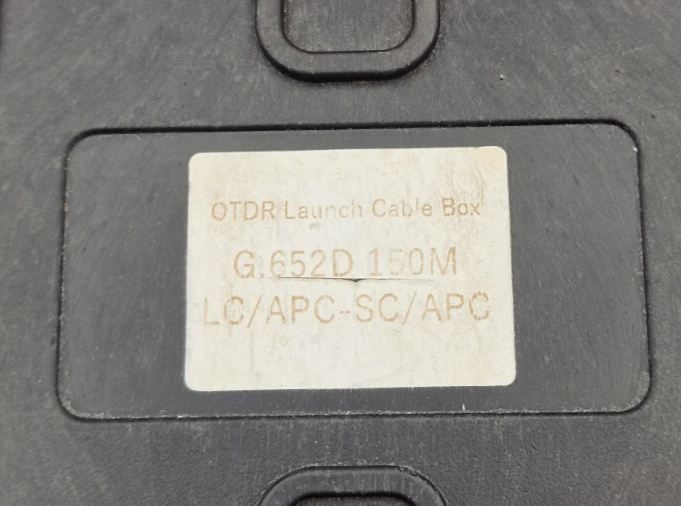 OTDR Launch Cable Box
G.652D 150M
LC/APC-SC/APC